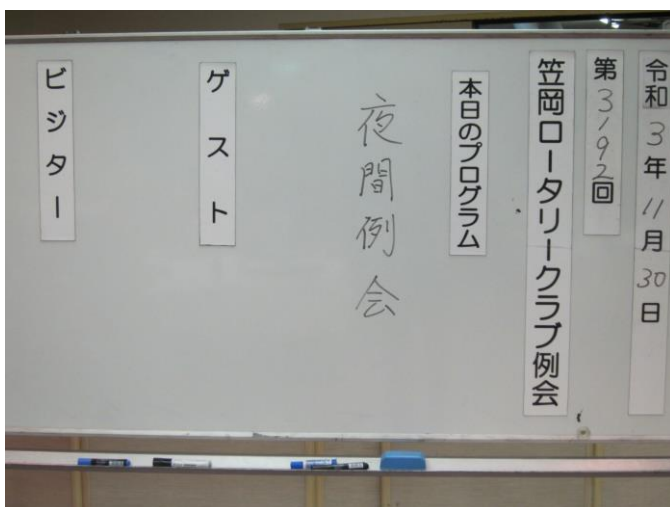 令和3年11月30日
第3192回
笠岡ロータリークラブ例会
本日のプログラム
夜間例会
ゲスト
ビジター